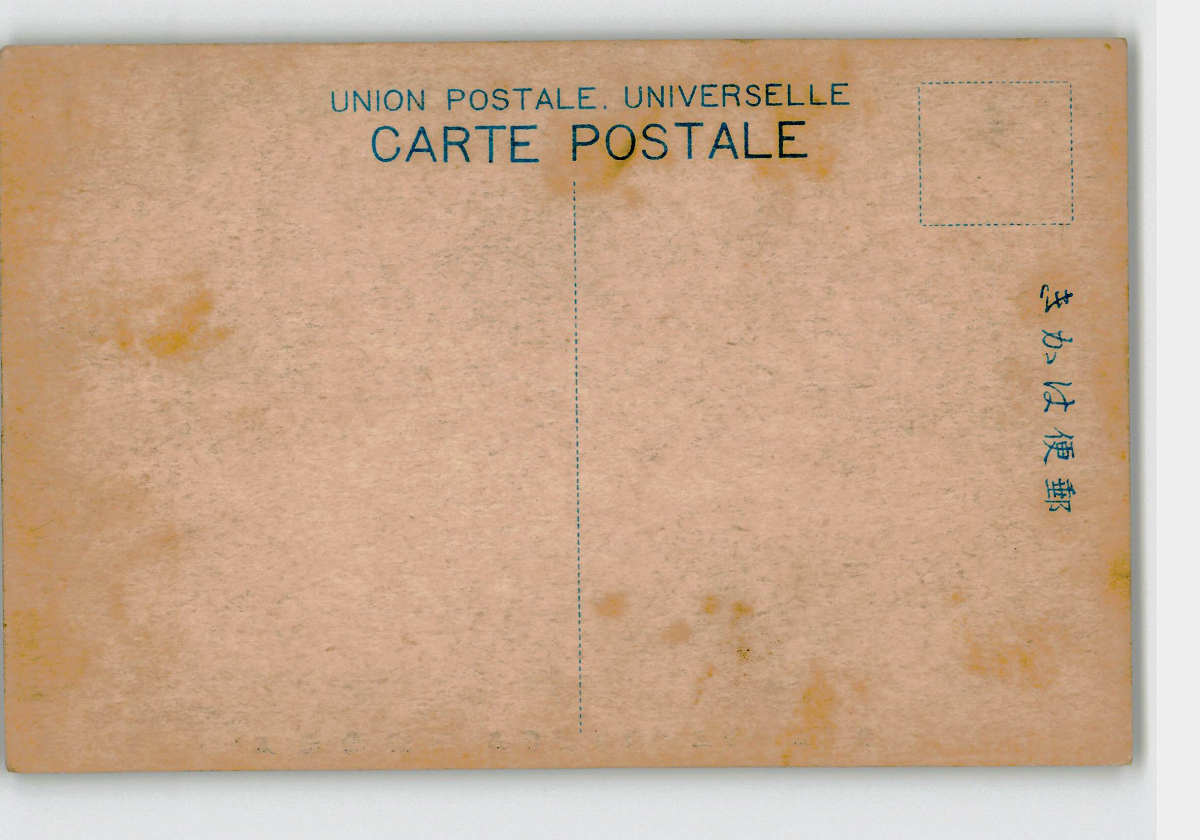 UNION POSTALE. UNIVERSELLE
CARTE POSTALE
きかは便郵